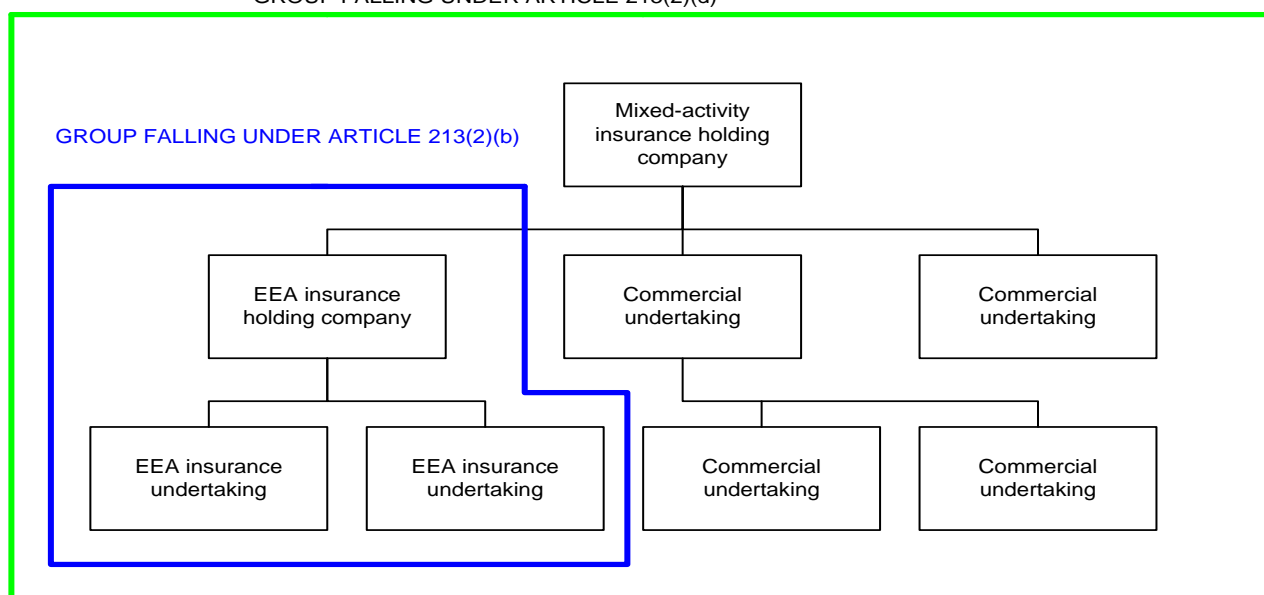 GROUP FALLING UNDER ARTICLE 213(2)(d)
Mixed-activity
insurance holding
company
GROUP FALLING UNDER ARTICLE 213(2)(b)
EEA insurance
holding company
Commercial
undertaking
Commercial
undertaking
EEA insurance
undertaking
EEA insurance
undertaking
Commercial
undertaking
Commercial
undertaking